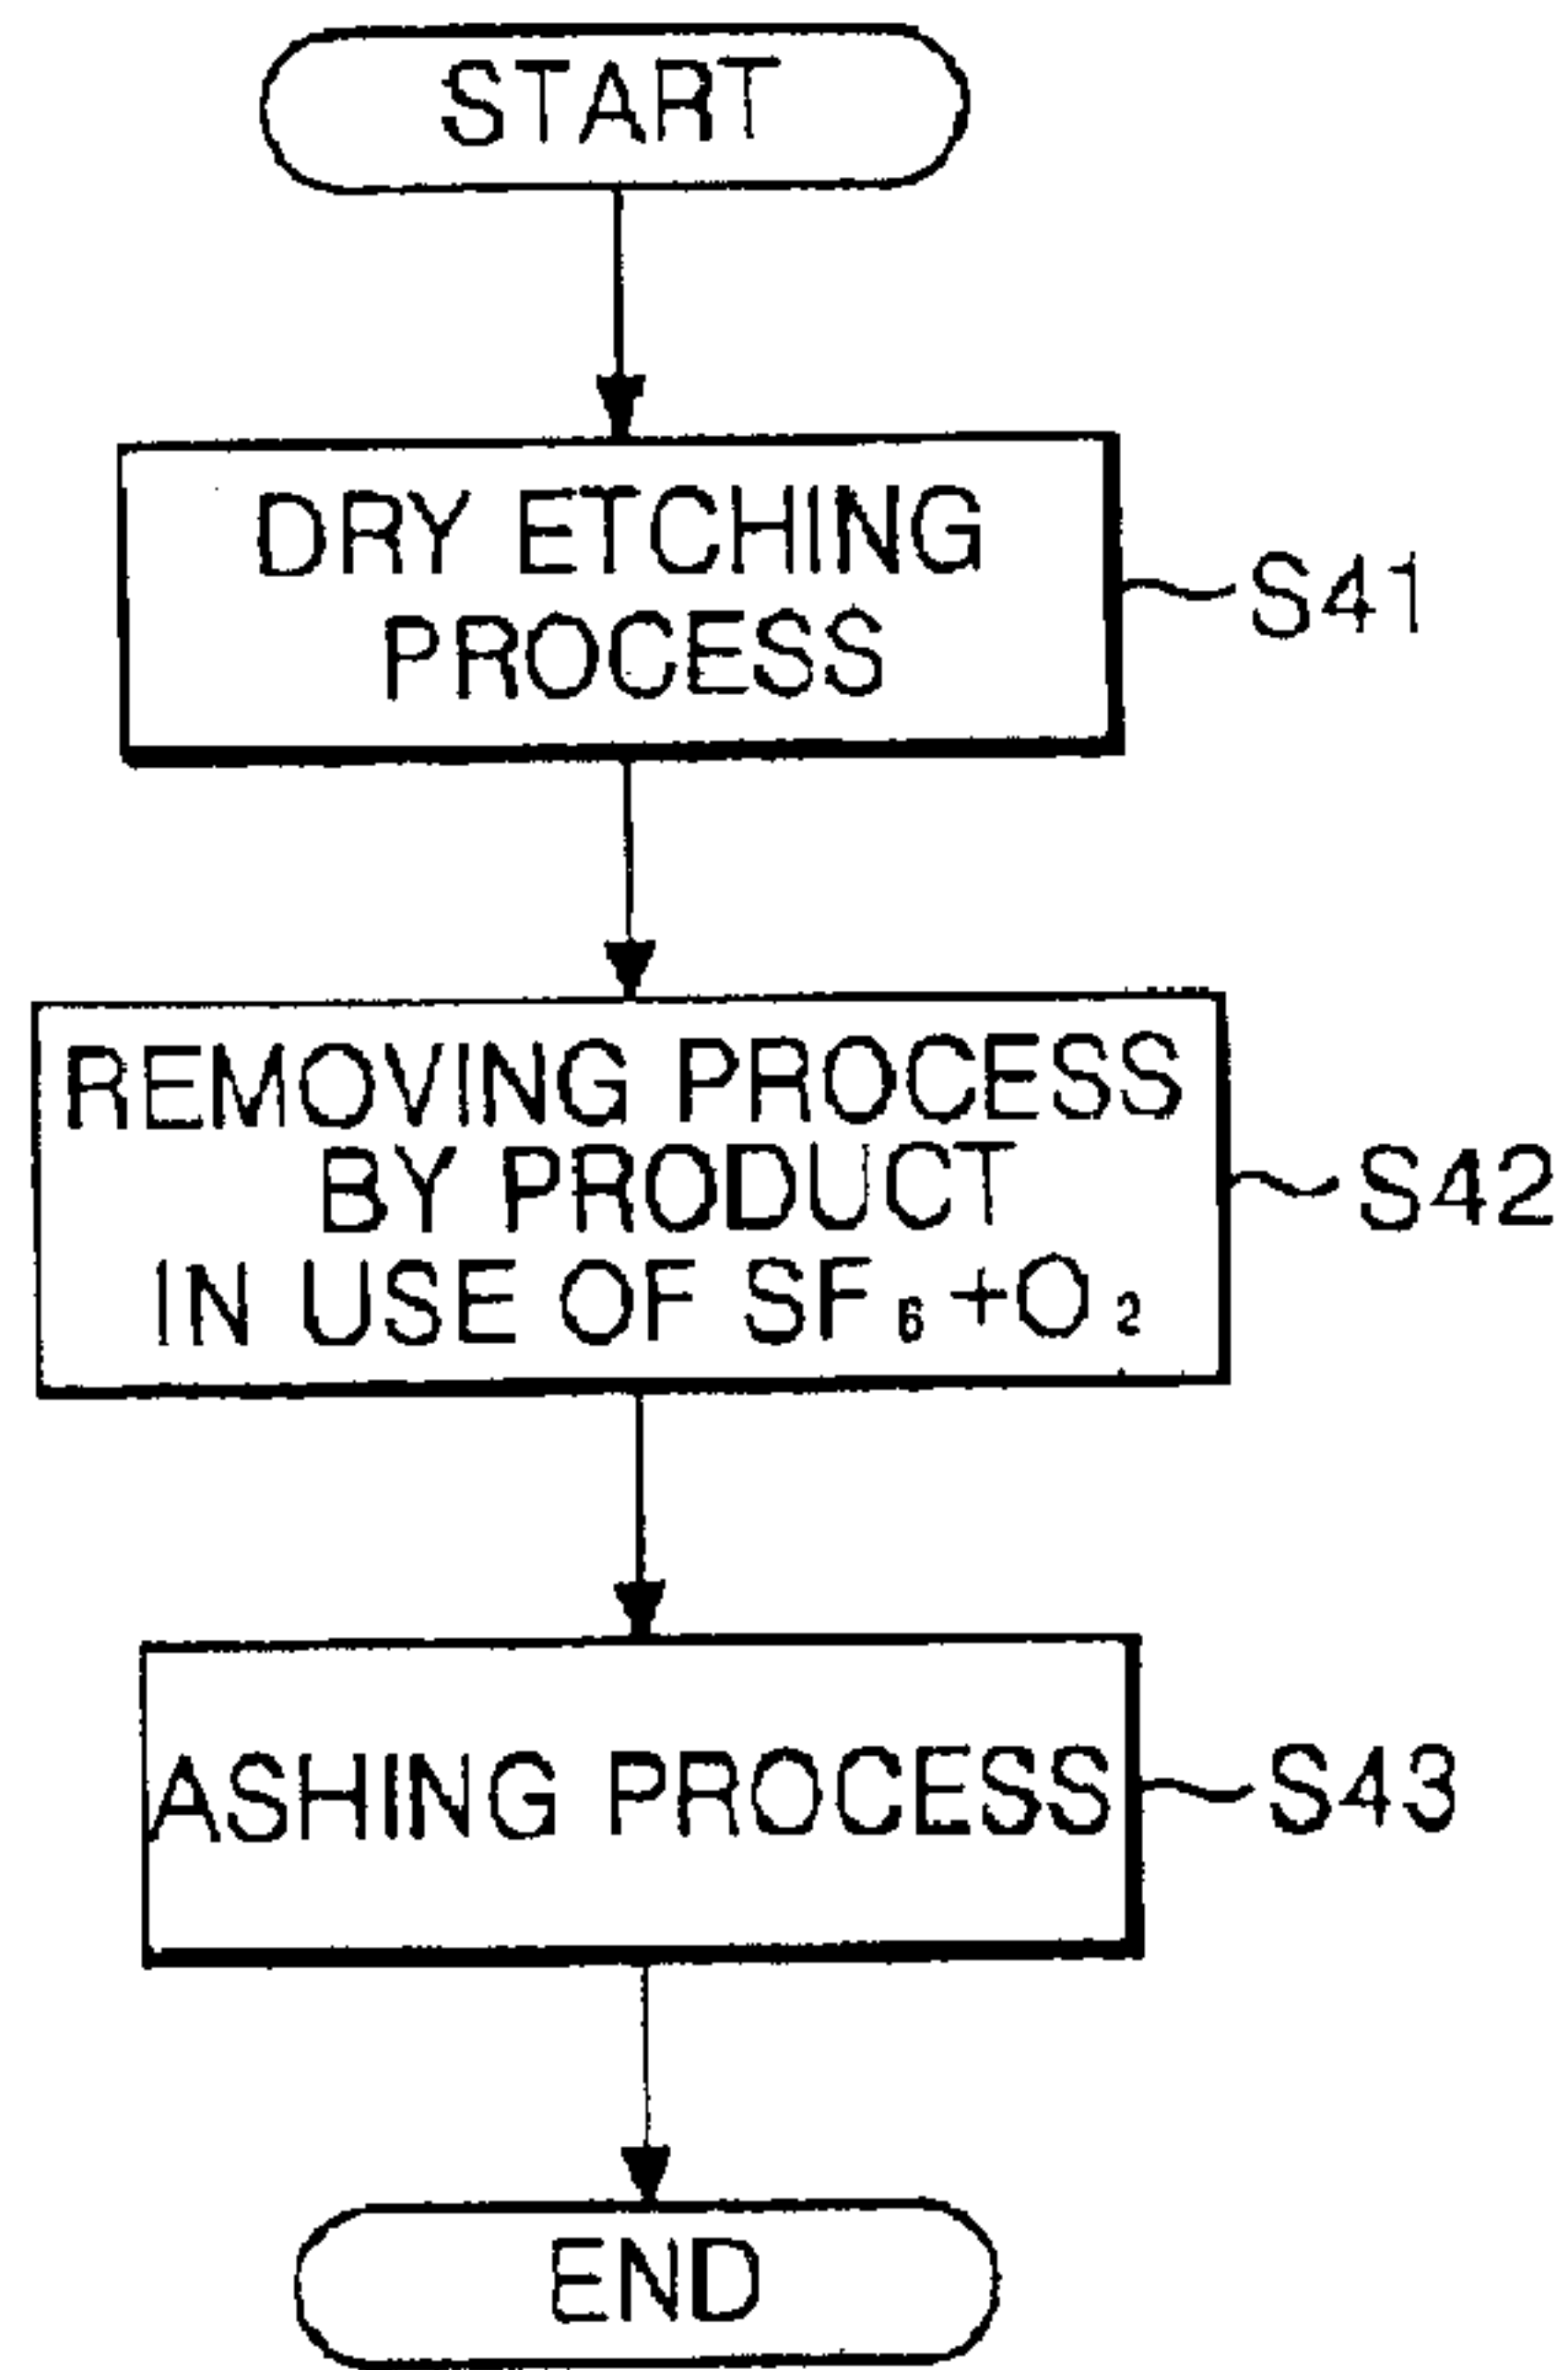 START
DRY ETCHING
PROCESS
S41
REMOVING PROCESS
BY PRODUCT
IN USE OF SF₆+O₂
S42
ASHING PROCESS
S43
END